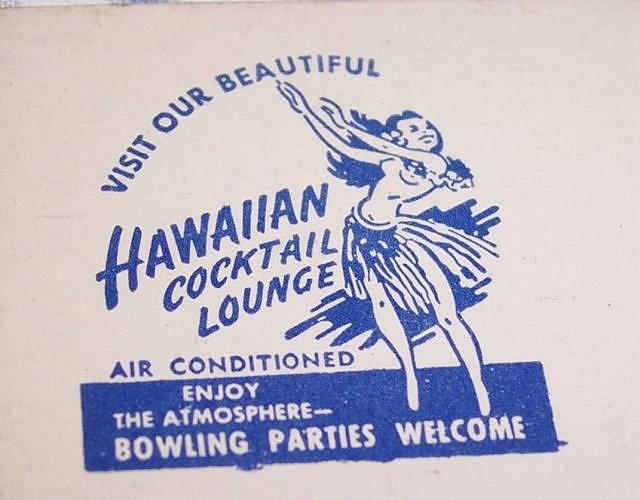 VISIT OUR BEAUTIFUL
HAWAIIAN
COCKTAIL
LOUNGE
AIR CONDITIONED
ENJOY
THE ATMOSPHERE—
BOWLING PARTIES WELCOME